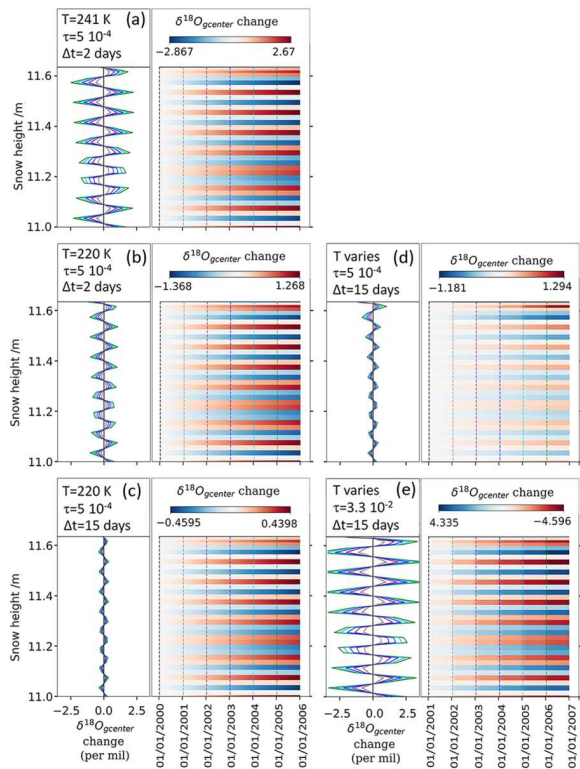 T=241 K
τ=5 10⁻⁴
Δt=2 days
(a)
δ¹⁸O_gcenter change
−2.867 2.67
Snow height /m
11.6
11.4
11.2
11.0
T=220 K
τ=5 10⁻⁴
Δt=2 days
(b)
δ¹⁸O_gcenter change
−1.368 1.268
Snow height /m
11.6
11.4
11.2
11.0
T varies
τ=5 10⁻⁴
Δt=15 days
(d)
δ¹⁸O_gcenter change
−1.181 1.294
T=220 K
τ=5 10⁻⁴
Δt=15 days
(c)
δ¹⁸O_gcenter change
−0.4595 0.4398
Snow height /m
11.6
11.4
11.2
11.0
−2.5 0.0 2.5
δ¹⁸O_gcenter
change
(per mil)
01/01/2000
01/01/2001
01/01/2002
01/01/2003
01/01/2004
01/01/2005
01/01/2006
T varies
τ=3.3 10⁻²
Δt=15 days
(e)
δ¹⁸O_gcenter change
4.335 −4.596
−2.5 0.0 2.5
δ¹⁸O_gcenter
change
(per mil)
01/01/2001
01/01/2002
01/01/2003
01/01/2004
01/01/2005
01/01/2006
01/01/2007